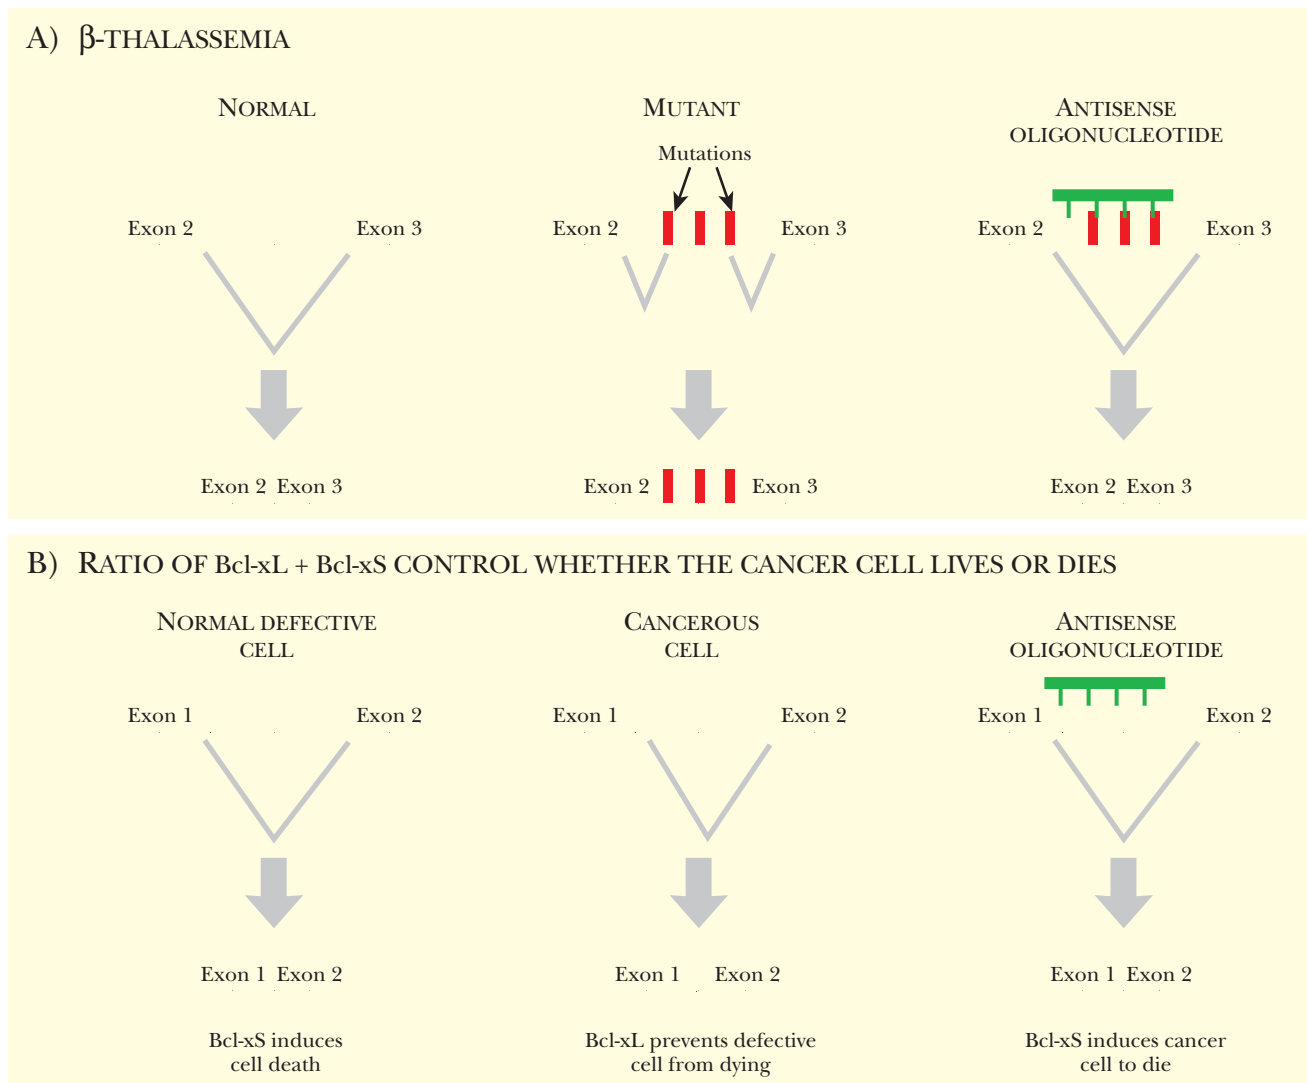 A) β-THALASSEMIA
NORMAL
MUTANT
ANTISENSE
OLIGONUCLEOTIDE
Mutations
Exon 2
Exon 3
Exon 2
Exon 3
Exon 2
Exon 3
Exon 2 Exon 3
Exon 2
Exon 3
Exon 2 Exon 3
B) RATIO OF Bcl-xL + Bcl-xS CONTROL WHETHER THE CANCER CELL LIVES OR DIES
NORMAL DEFECTIVE
CELL
CANCEROUS
CELL
ANTISENSE
OLIGONUCLEOTIDE
Exon 1
Exon 2
Exon 1
Exon 2
Exon 1
Exon 2
Exon 1 Exon 2
Exon 1
Exon 2
Exon 1 Exon 2
Bcl-xS induces
cell death
Bcl-xL prevents defective
cell from dying
Bcl-xS induces cancer
cell to die